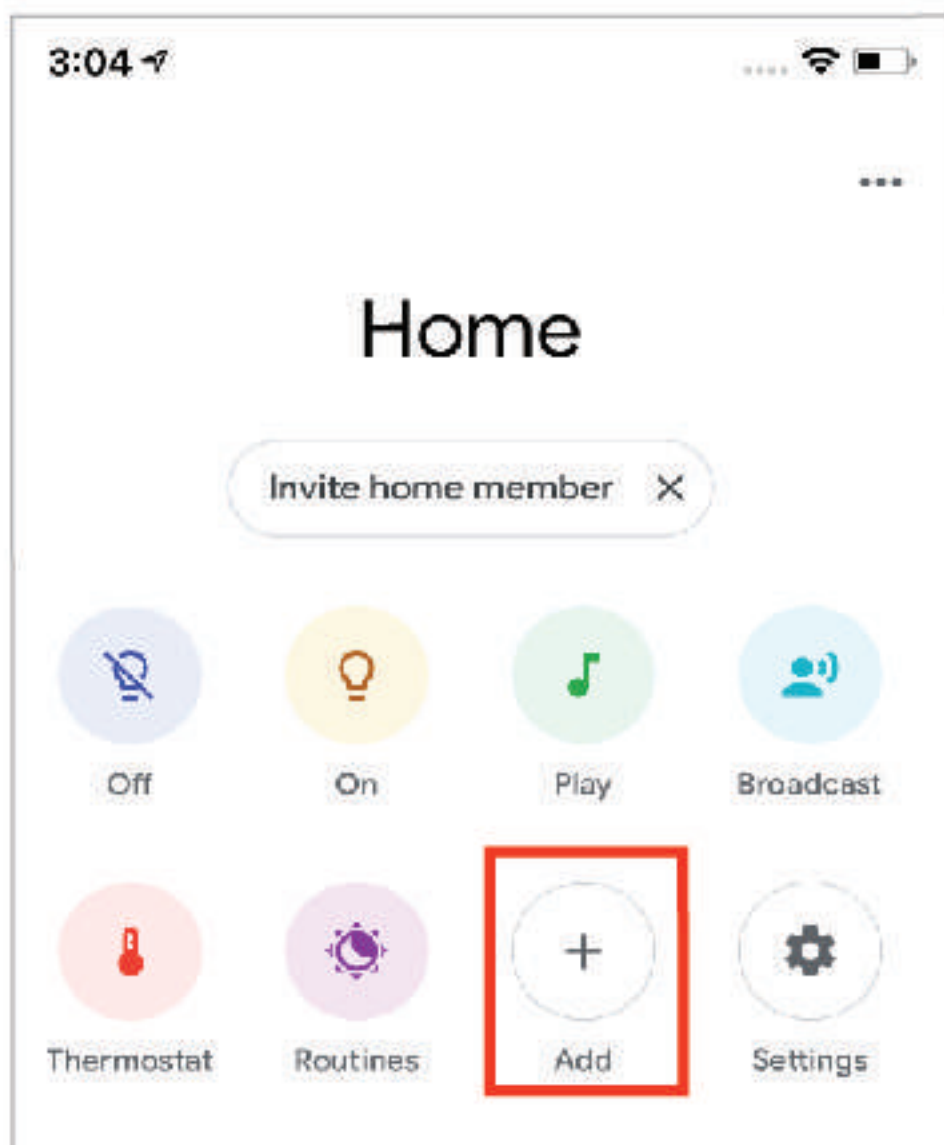 3:04
Home
Invite home member
Off On Play Broadcast
Thermostat Routines Add Settings